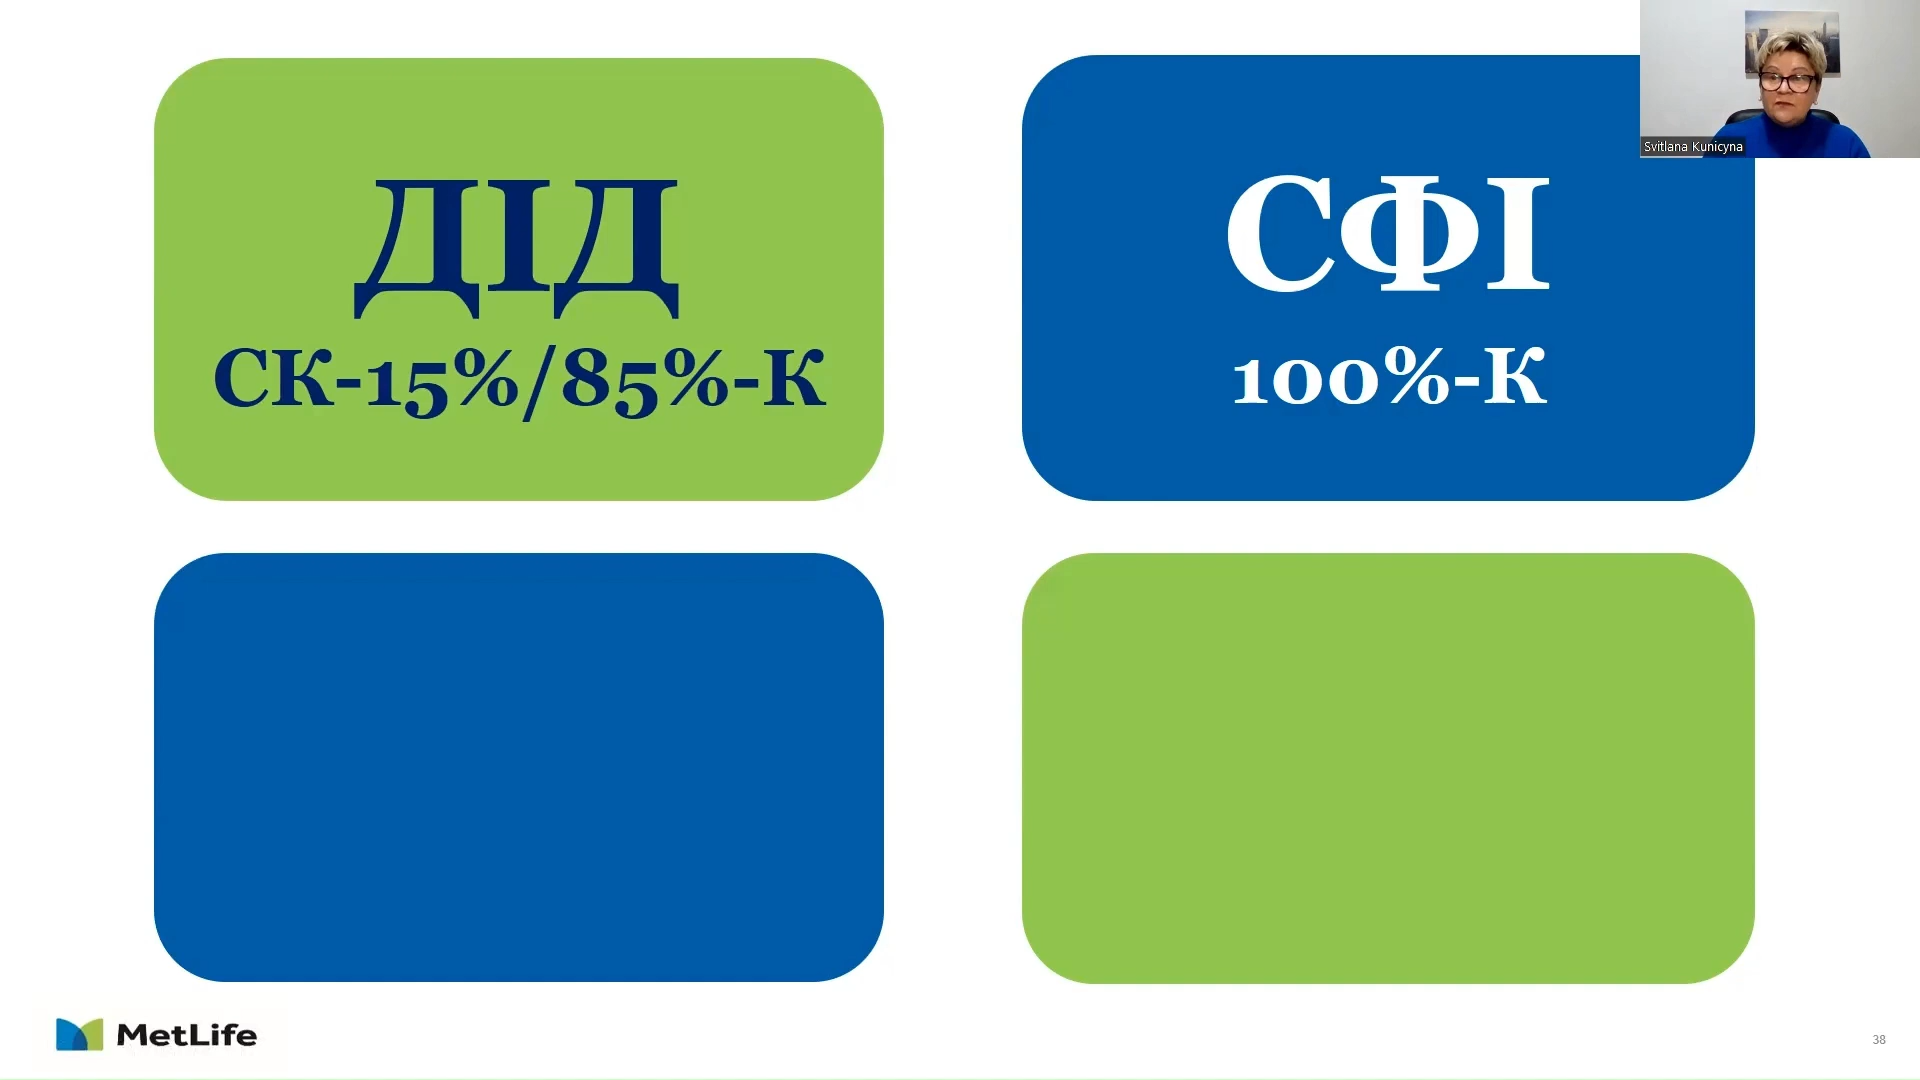 ДІД
СК-15%/85%-К
СФІ
100%-К
Svitlana Kunicyna
MetLife
38